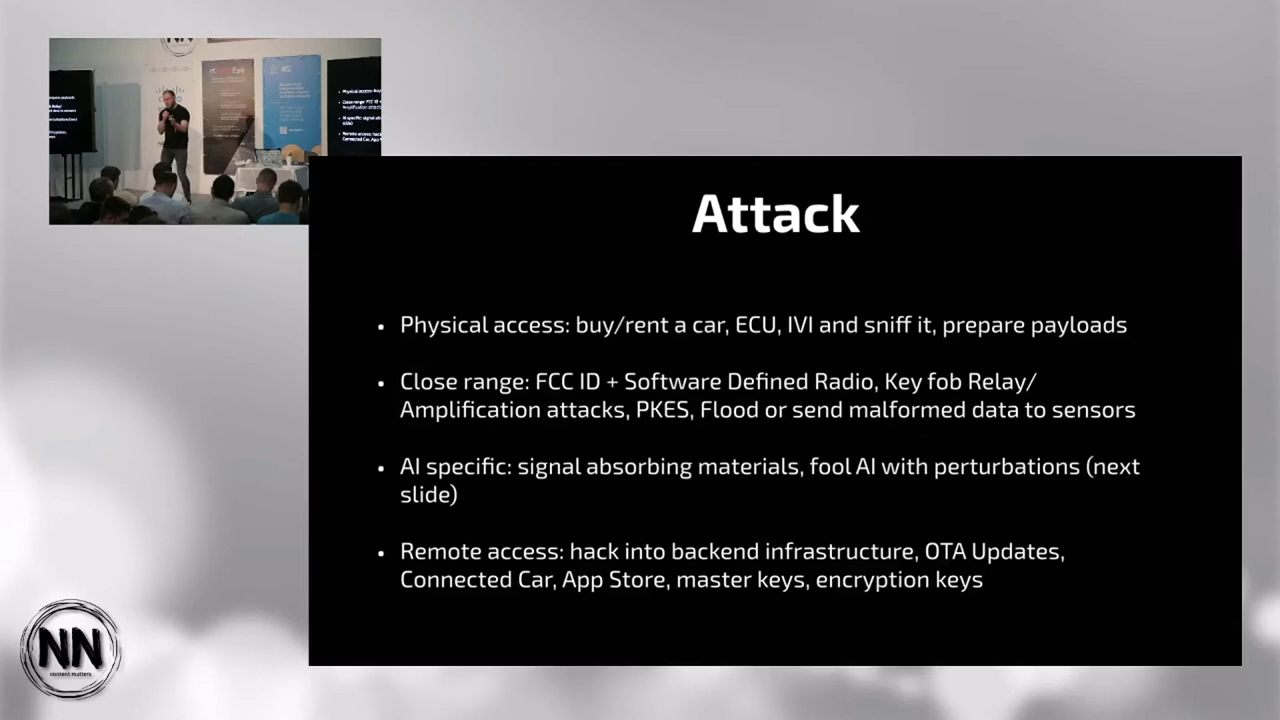 Attack
• Physical access: buy/rent a car, ECU, IVI and sniff it, prepare payloads
• Close range: FCC ID + Software Defined Radio, Key fob Relay/
Amplification attacks, PKES, Flood or send malformed data to sensors
• AI specific: signal absorbing materials, fool AI with perturbations (next
slide)
• Remote access: hack into backend infrastructure, OTA Updates,
Connected Car, App Store, master keys, encryption keys
NN
content matters.